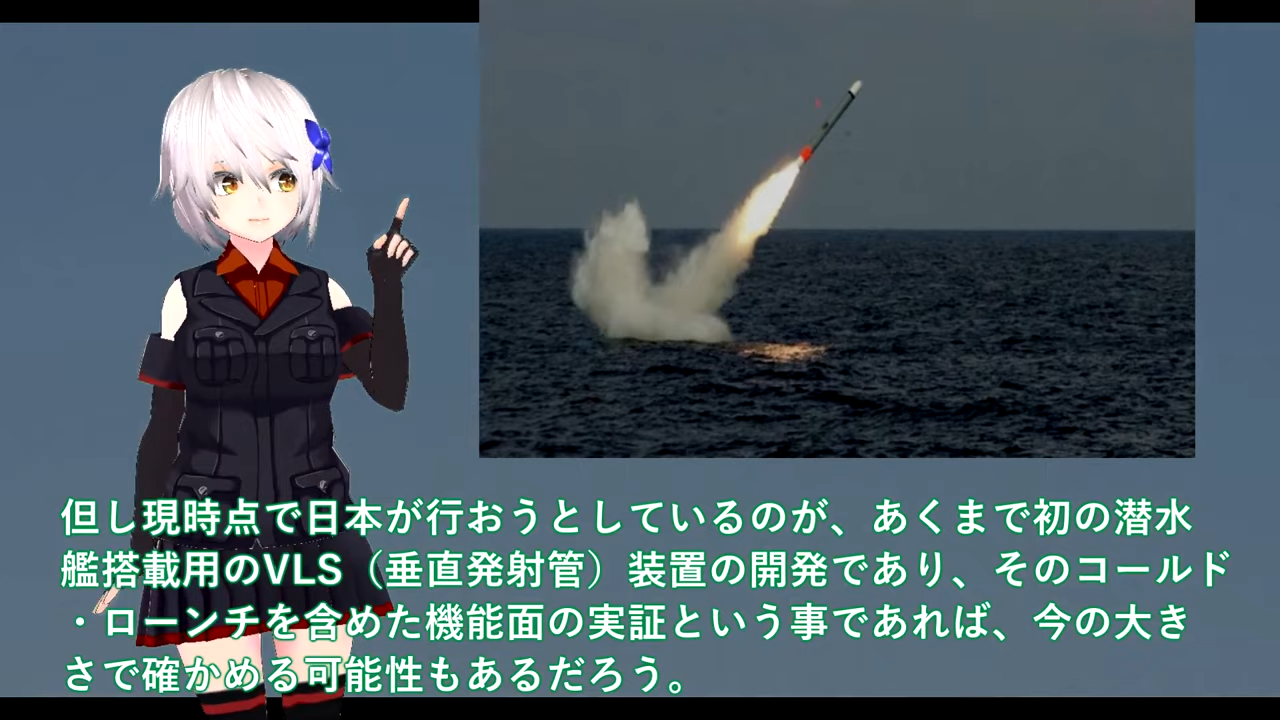 但し現時点で日本が行おうとしているのが、あくまで初の潜水
艦搭載用のVLS（垂直発射管）装置の開発であり、そのコールド
・ローンチを含めた機能面の実証という事であれば、今の大き
さで確かめる可能性もあるだろう。